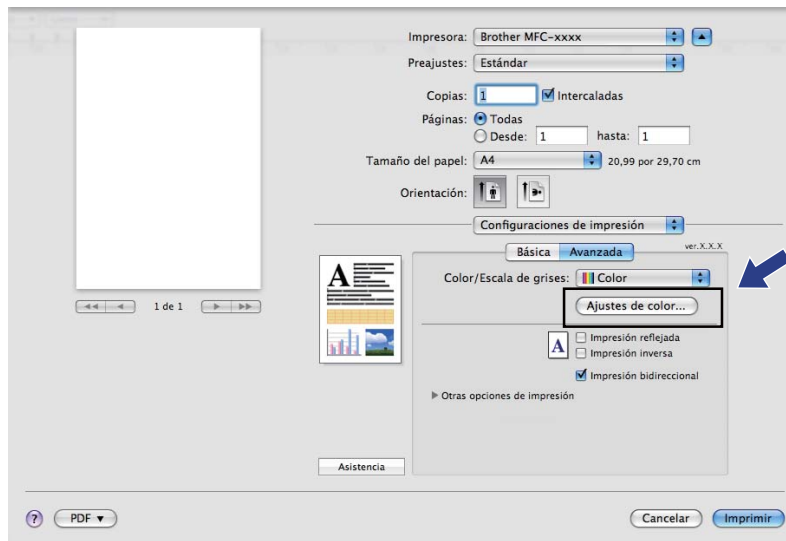 Impresora: Brother MFC-xxxx
Preajustes: Estándar
Copias: 1 Intercaladas
Páginas: Todas
Desde: 1 hasta: 1
Tamaño del papel: A4 20,99 por 29,70 cm
Orientación:
Configuraciones de impresión
Básica Avanzada ver.X.X.X
Color/Escala de grises: Color
1 de 1
Ajustes de color...
Impresión reflejada
Impresión inversa
Impresión bidireccional
Otras opciones de impresión
Asistencia
? PDF Cancelar Imprimir